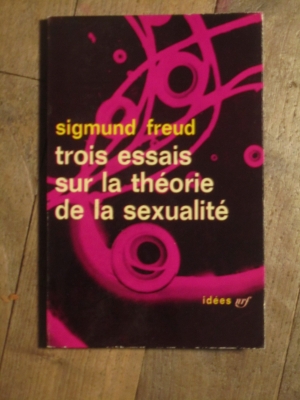 sigmund freud
trois essais
sur la théorie
de la sexualité
idées nrf